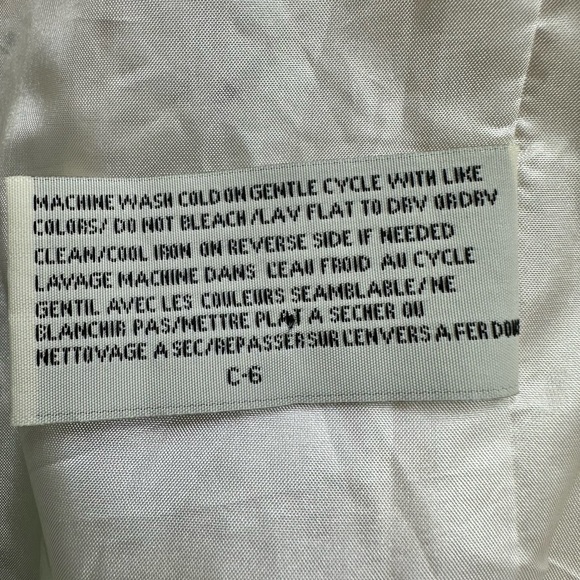 MACHINE WASH COLD ON GENTLE CYCLE WITH LIKE
COLORS/ DO NOT BLEACH /LAY FLAT TO DRY OR DRY
CLEAN/COOL IRON ON REVERSE SIDE IF NEEDED
LAVAGE MACHINE DANS L'EAU FROID AU CYCLE
GENTIL AVEC LES COULEURS SEAMBLABLE/ NE
BLANCHIR PAS/METTRE PLAT A SECHER OU
NETTOYAGE A SEC/REPASSER SUR L'ENVERS A FER DOU
C-6